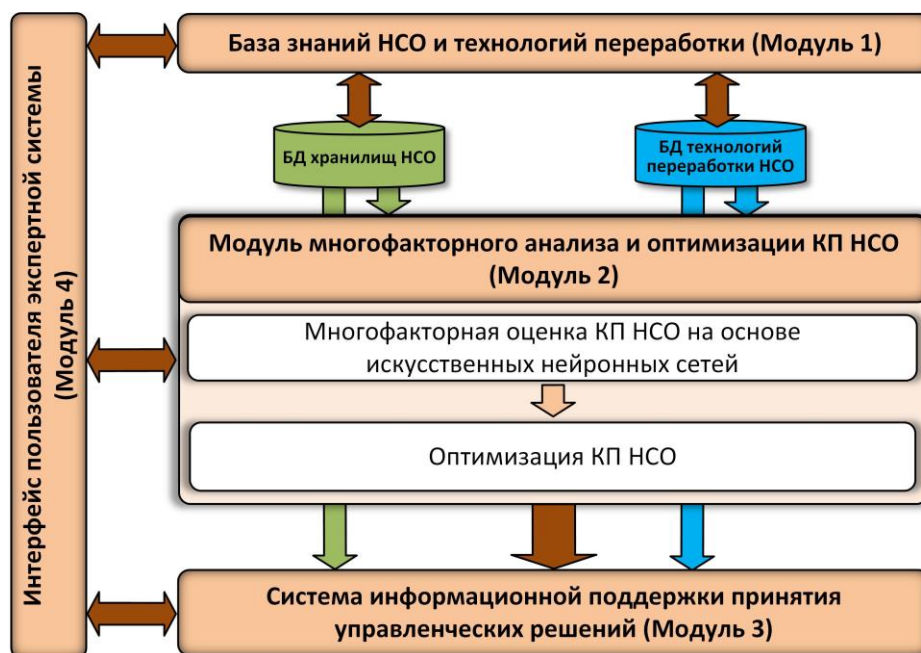 Интерфейс пользователя экспертной системы
(Модуль 4)
База знаний НСО и технологий переработки (Модуль 1)
БД хранилищ НСО
БД технологий
переработки НСО
Модуль многофакторного анализа и оптимизации КП НСО
(Модуль 2)
Многофакторная оценка КП НСО на основе
искусственных нейронных сетей
Оптимизация КП НСО
Система информационной поддержки принятия
управленческих решений (Модуль 3)